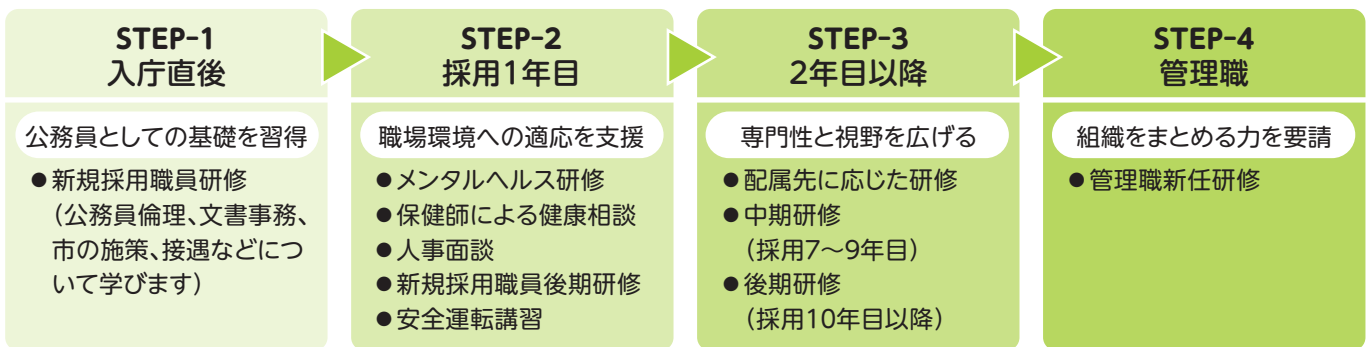 STEP-1
入庁直後
公務員としての基礎を習得
●新規採用職員研修
(公務員倫理、文書事務、
市の施策、接遇などにつ
いて学びます)
STEP-2
採用1年目
職場環境への適応を支援
●メンタルヘルス研修
●保健師による健康相談
●人事面談
●新規採用職員後期研修
●安全運転講習
STEP-3
2年目以降
専門性と視野を広げる
●配属先に応じた研修
●中期研修
(採用7〜9年目)
●後期研修
(採用10年目以降)
STEP-4
管理職
組織をまとめる力を要請
●管理職新任研修